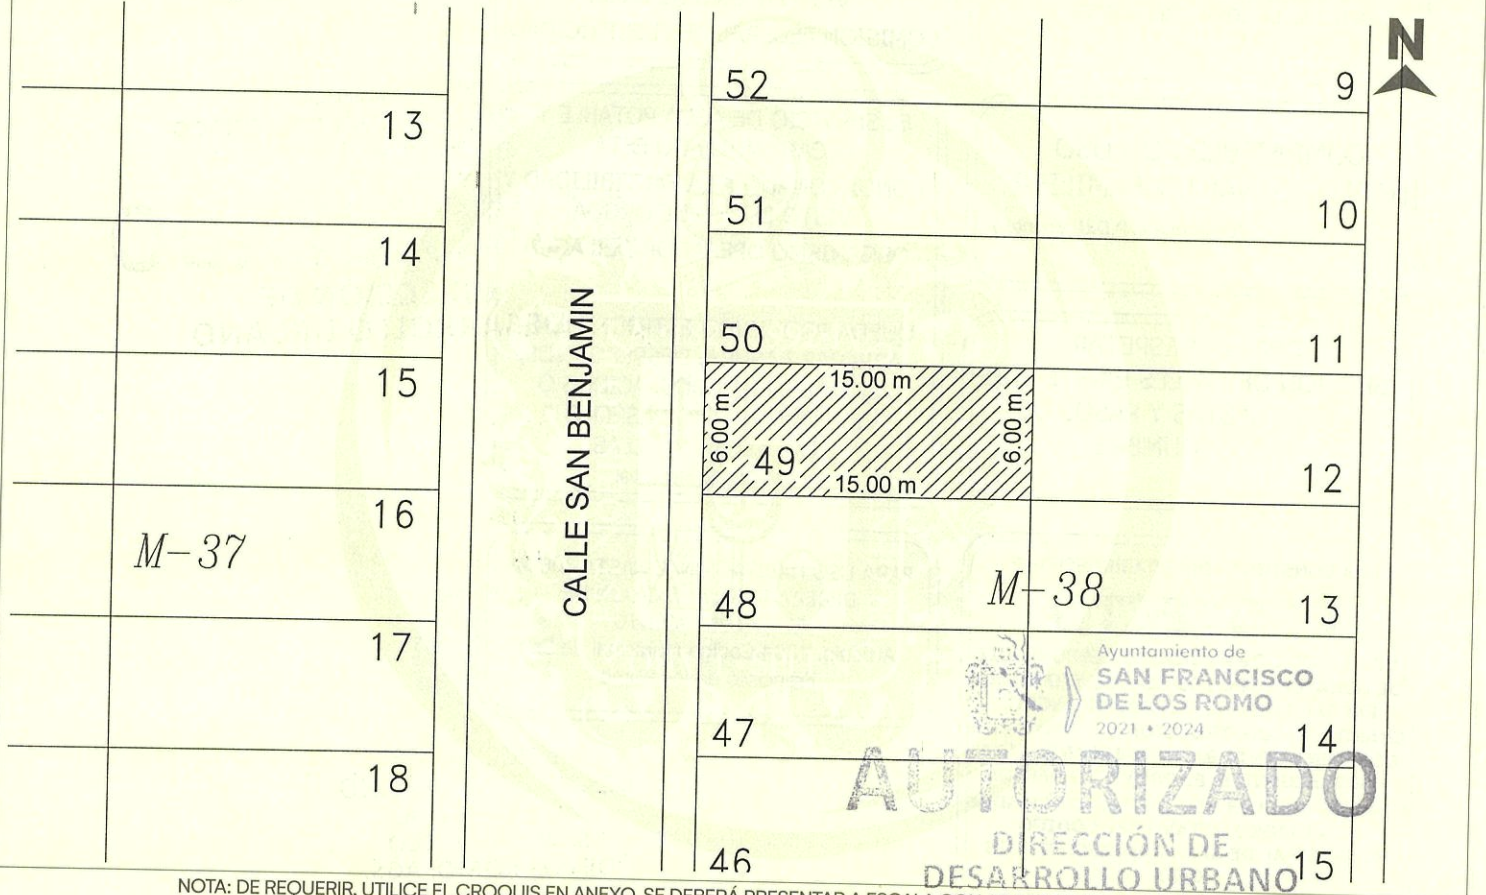 N
52
9
13
51
10
14
50
11
15.00 m
15
6.00 m
6.00 m
49
15.00 m
12
CALLE SAN BENJAMIN
16
M-37
M-38
48
13
17
Ayuntamiento de
SAN FRANCISCO
DE LOS ROMO
2021 • 2024
47
14
18
AUTORIZADO
DIRECCIÓN DE
DESARROLLO URBANO
46
15
NOTA: DE REQUERIR, UTILICE EL CROQUIS EN ANEXO, SE DEBERÁ PRESENTAR A ESCALA